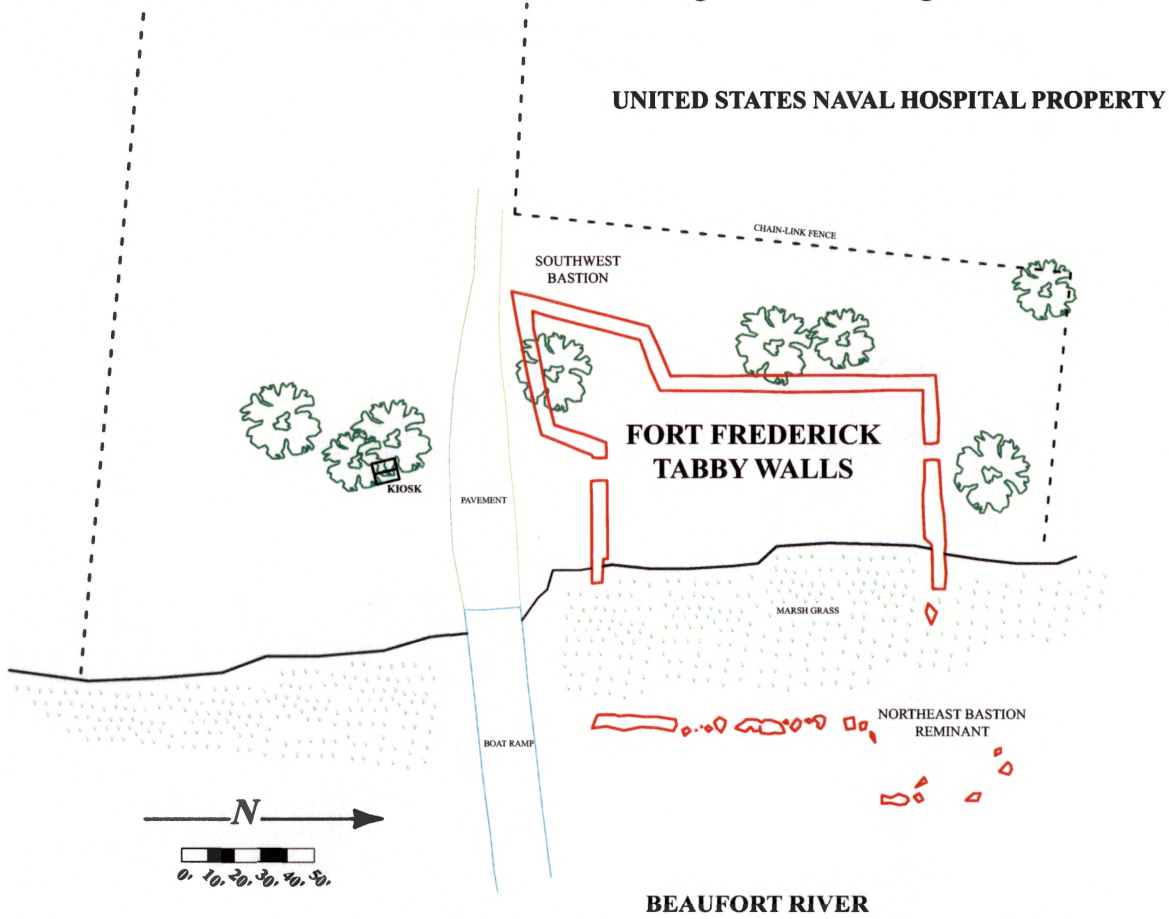 UNITED STATES NAVAL HOSPITAL PROPERTY
CHAIN-LINK FENCE
SOUTHWEST
BASTION
FORT FREDERICK
TABBY WALLS
KIOSK
PAVEMENT
MARSH GRASS
NORTHEAST BASTION
REMINANT
BOAT RAMP
N
0' 10' 20' 30' 40' 50'
BEAUFORT RIVER